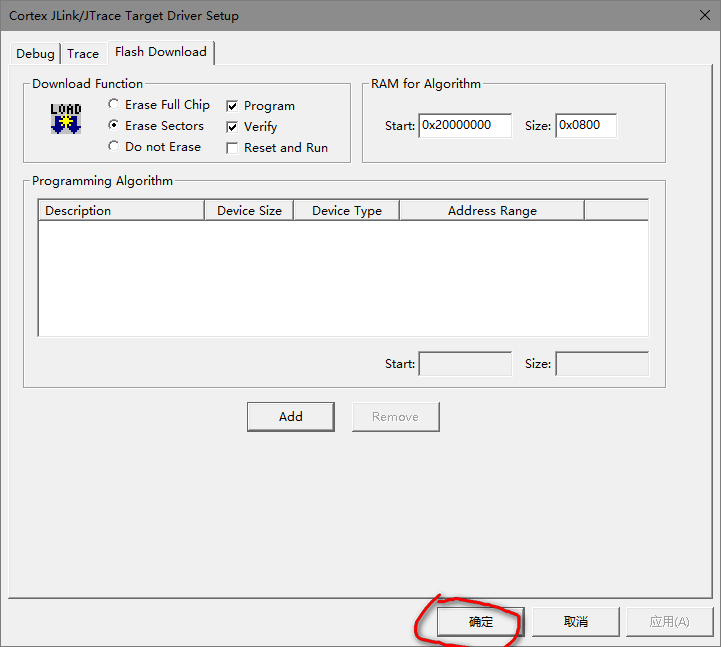 Cortex JLink/JTrace Target Driver Setup
Debug Trace Flash Download
Download Function
LOAD
Erase Full Chip
Erase Sectors
Do not Erase
Program
Verify
Reset and Run
RAM for Algorithm
Start: 0x20000000 Size: 0x0800
Programming Algorithm
Description Device Size Device Type Address Range
Start: Size:
Add Remove
确定 取消 应用(A)